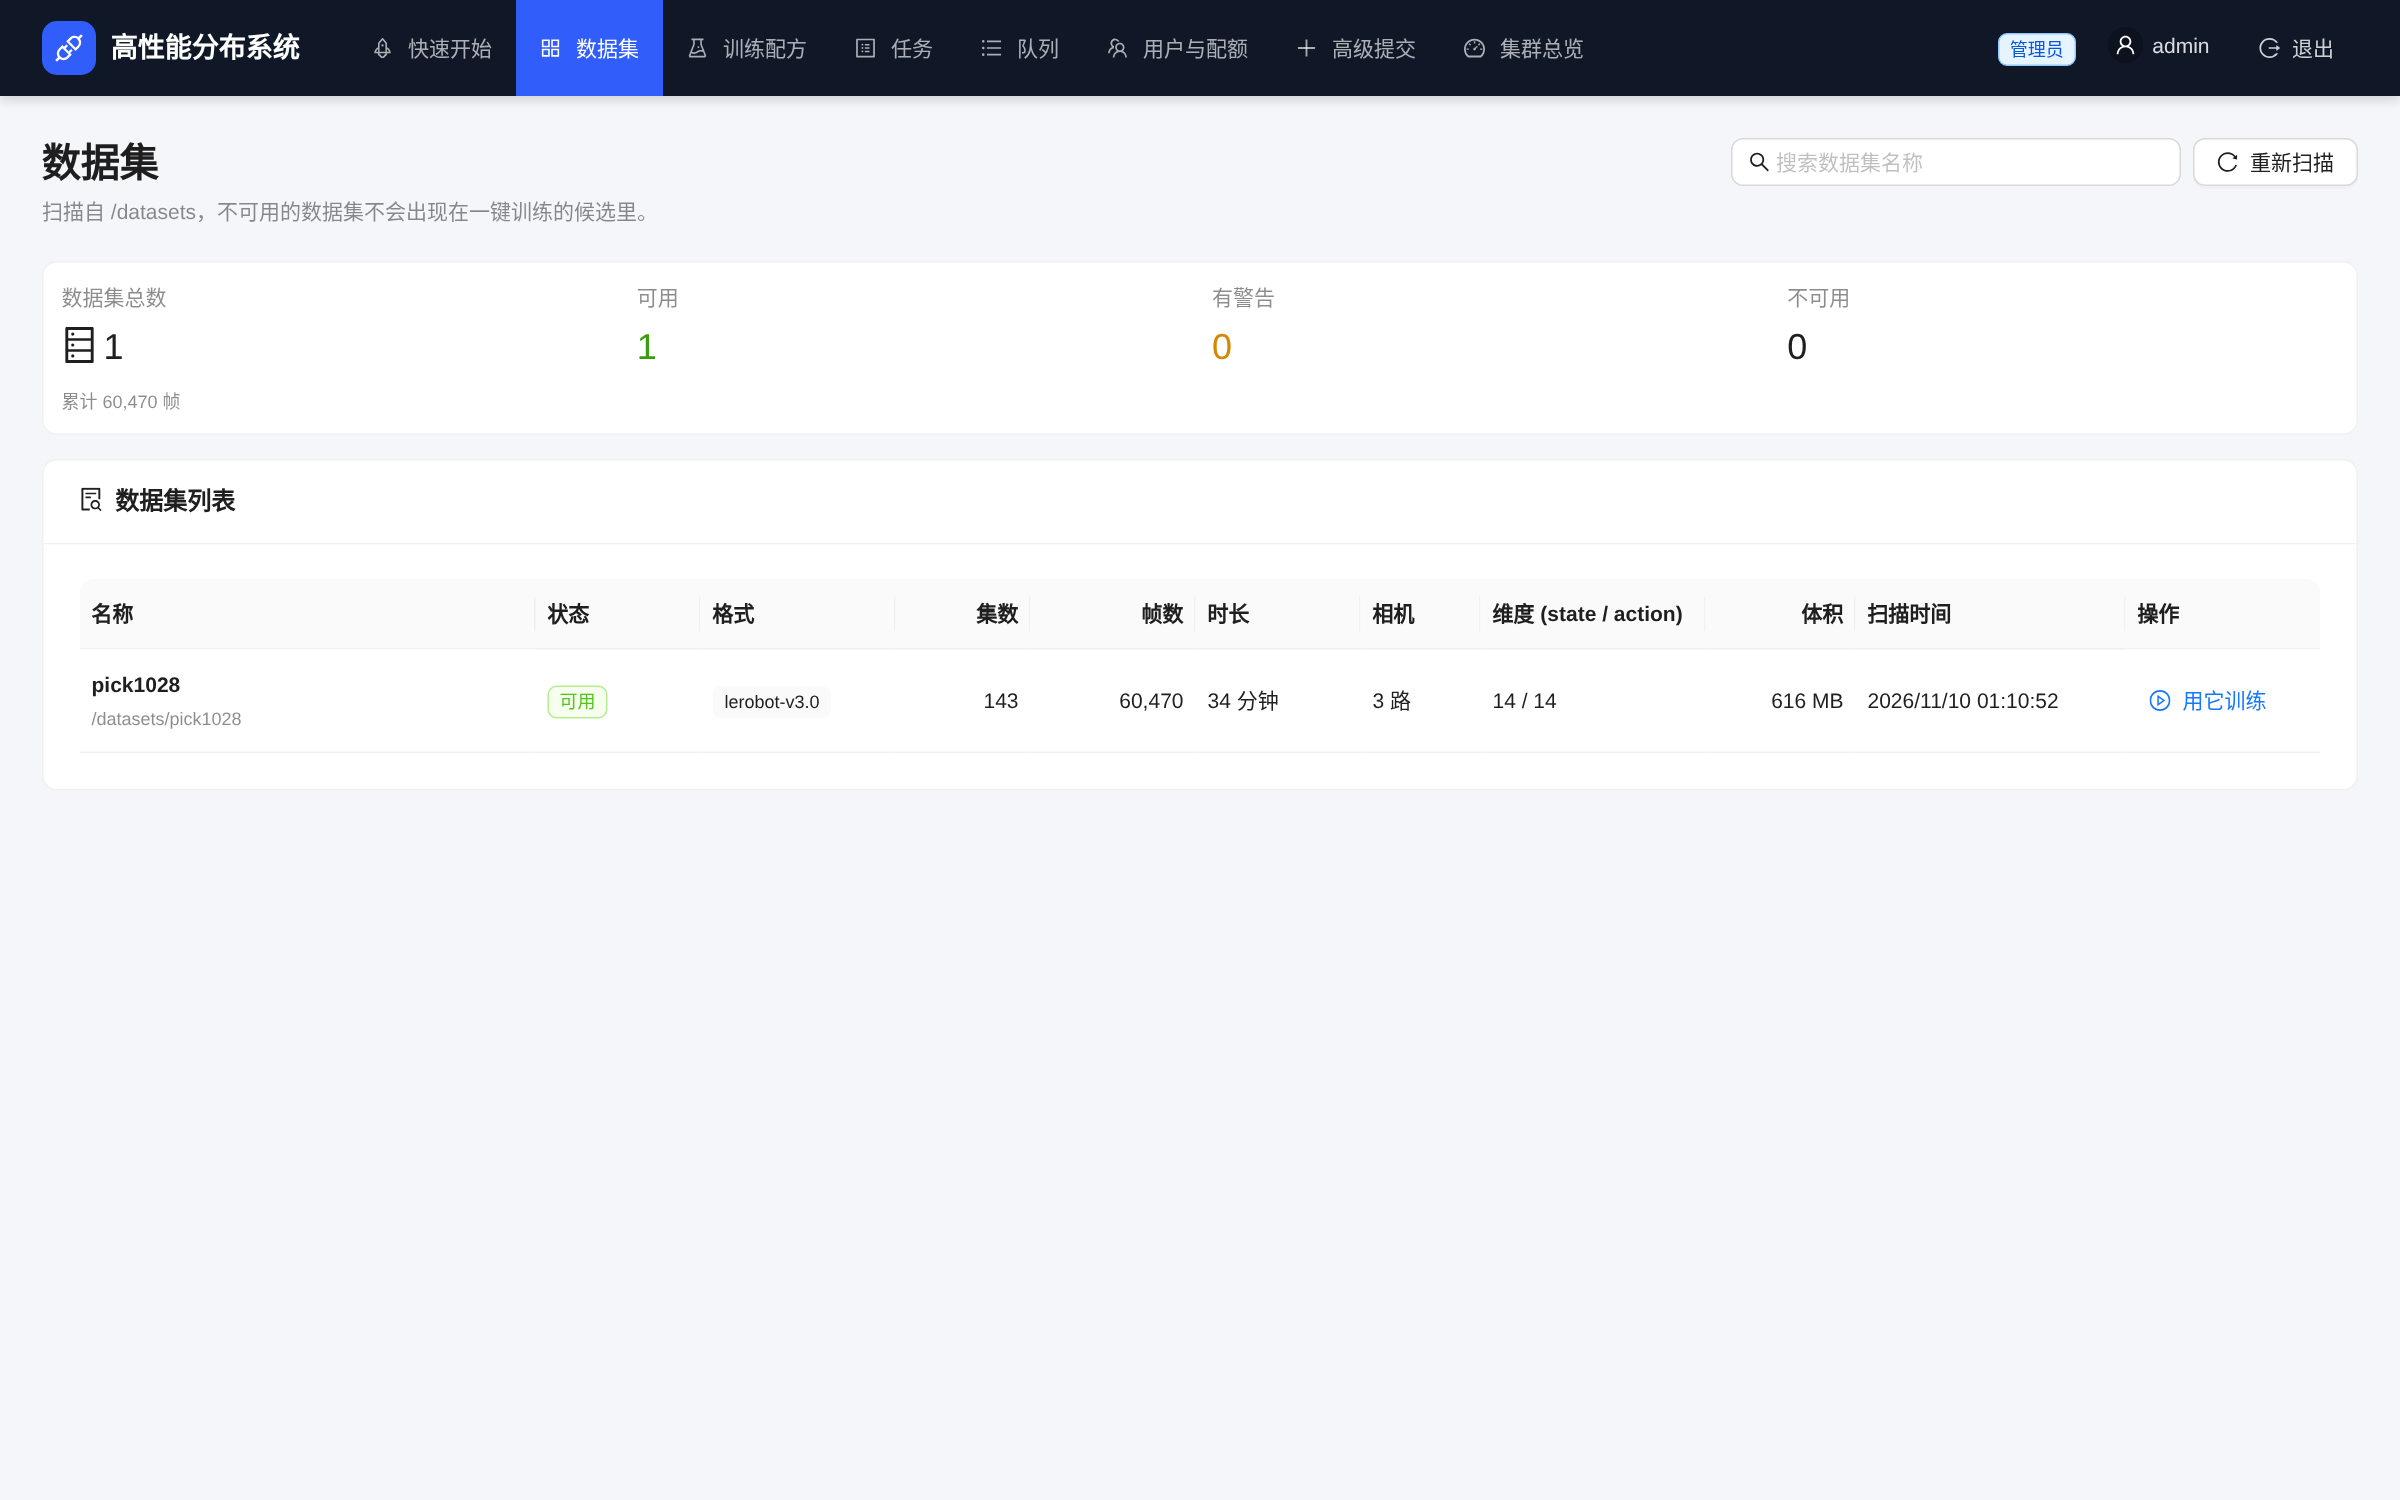 高性能分布系统 快速开始 数据集 训练配方 任务 队列 用户与配额 高级提交 集群总览 管理员 admin 退出
数据集 搜索数据集名称 重新扫描
扫描自 /datasets，不可用的数据集不会出现在一键训练的候选里。
数据集总数 可用 有警告 不可用
1 1 0 0
累计 60,470 帧
数据集列表
名称 状态 格式 集数 帧数 时长 相机 维度 (state / action) 体积 扫描时间 操作
pick1028
/datasets/pick1028
可用 lerobot-v3.0 143 60,470 34 分钟 3 路 14 / 14 616 MB 2026/11/10 01:10:52 用它训练